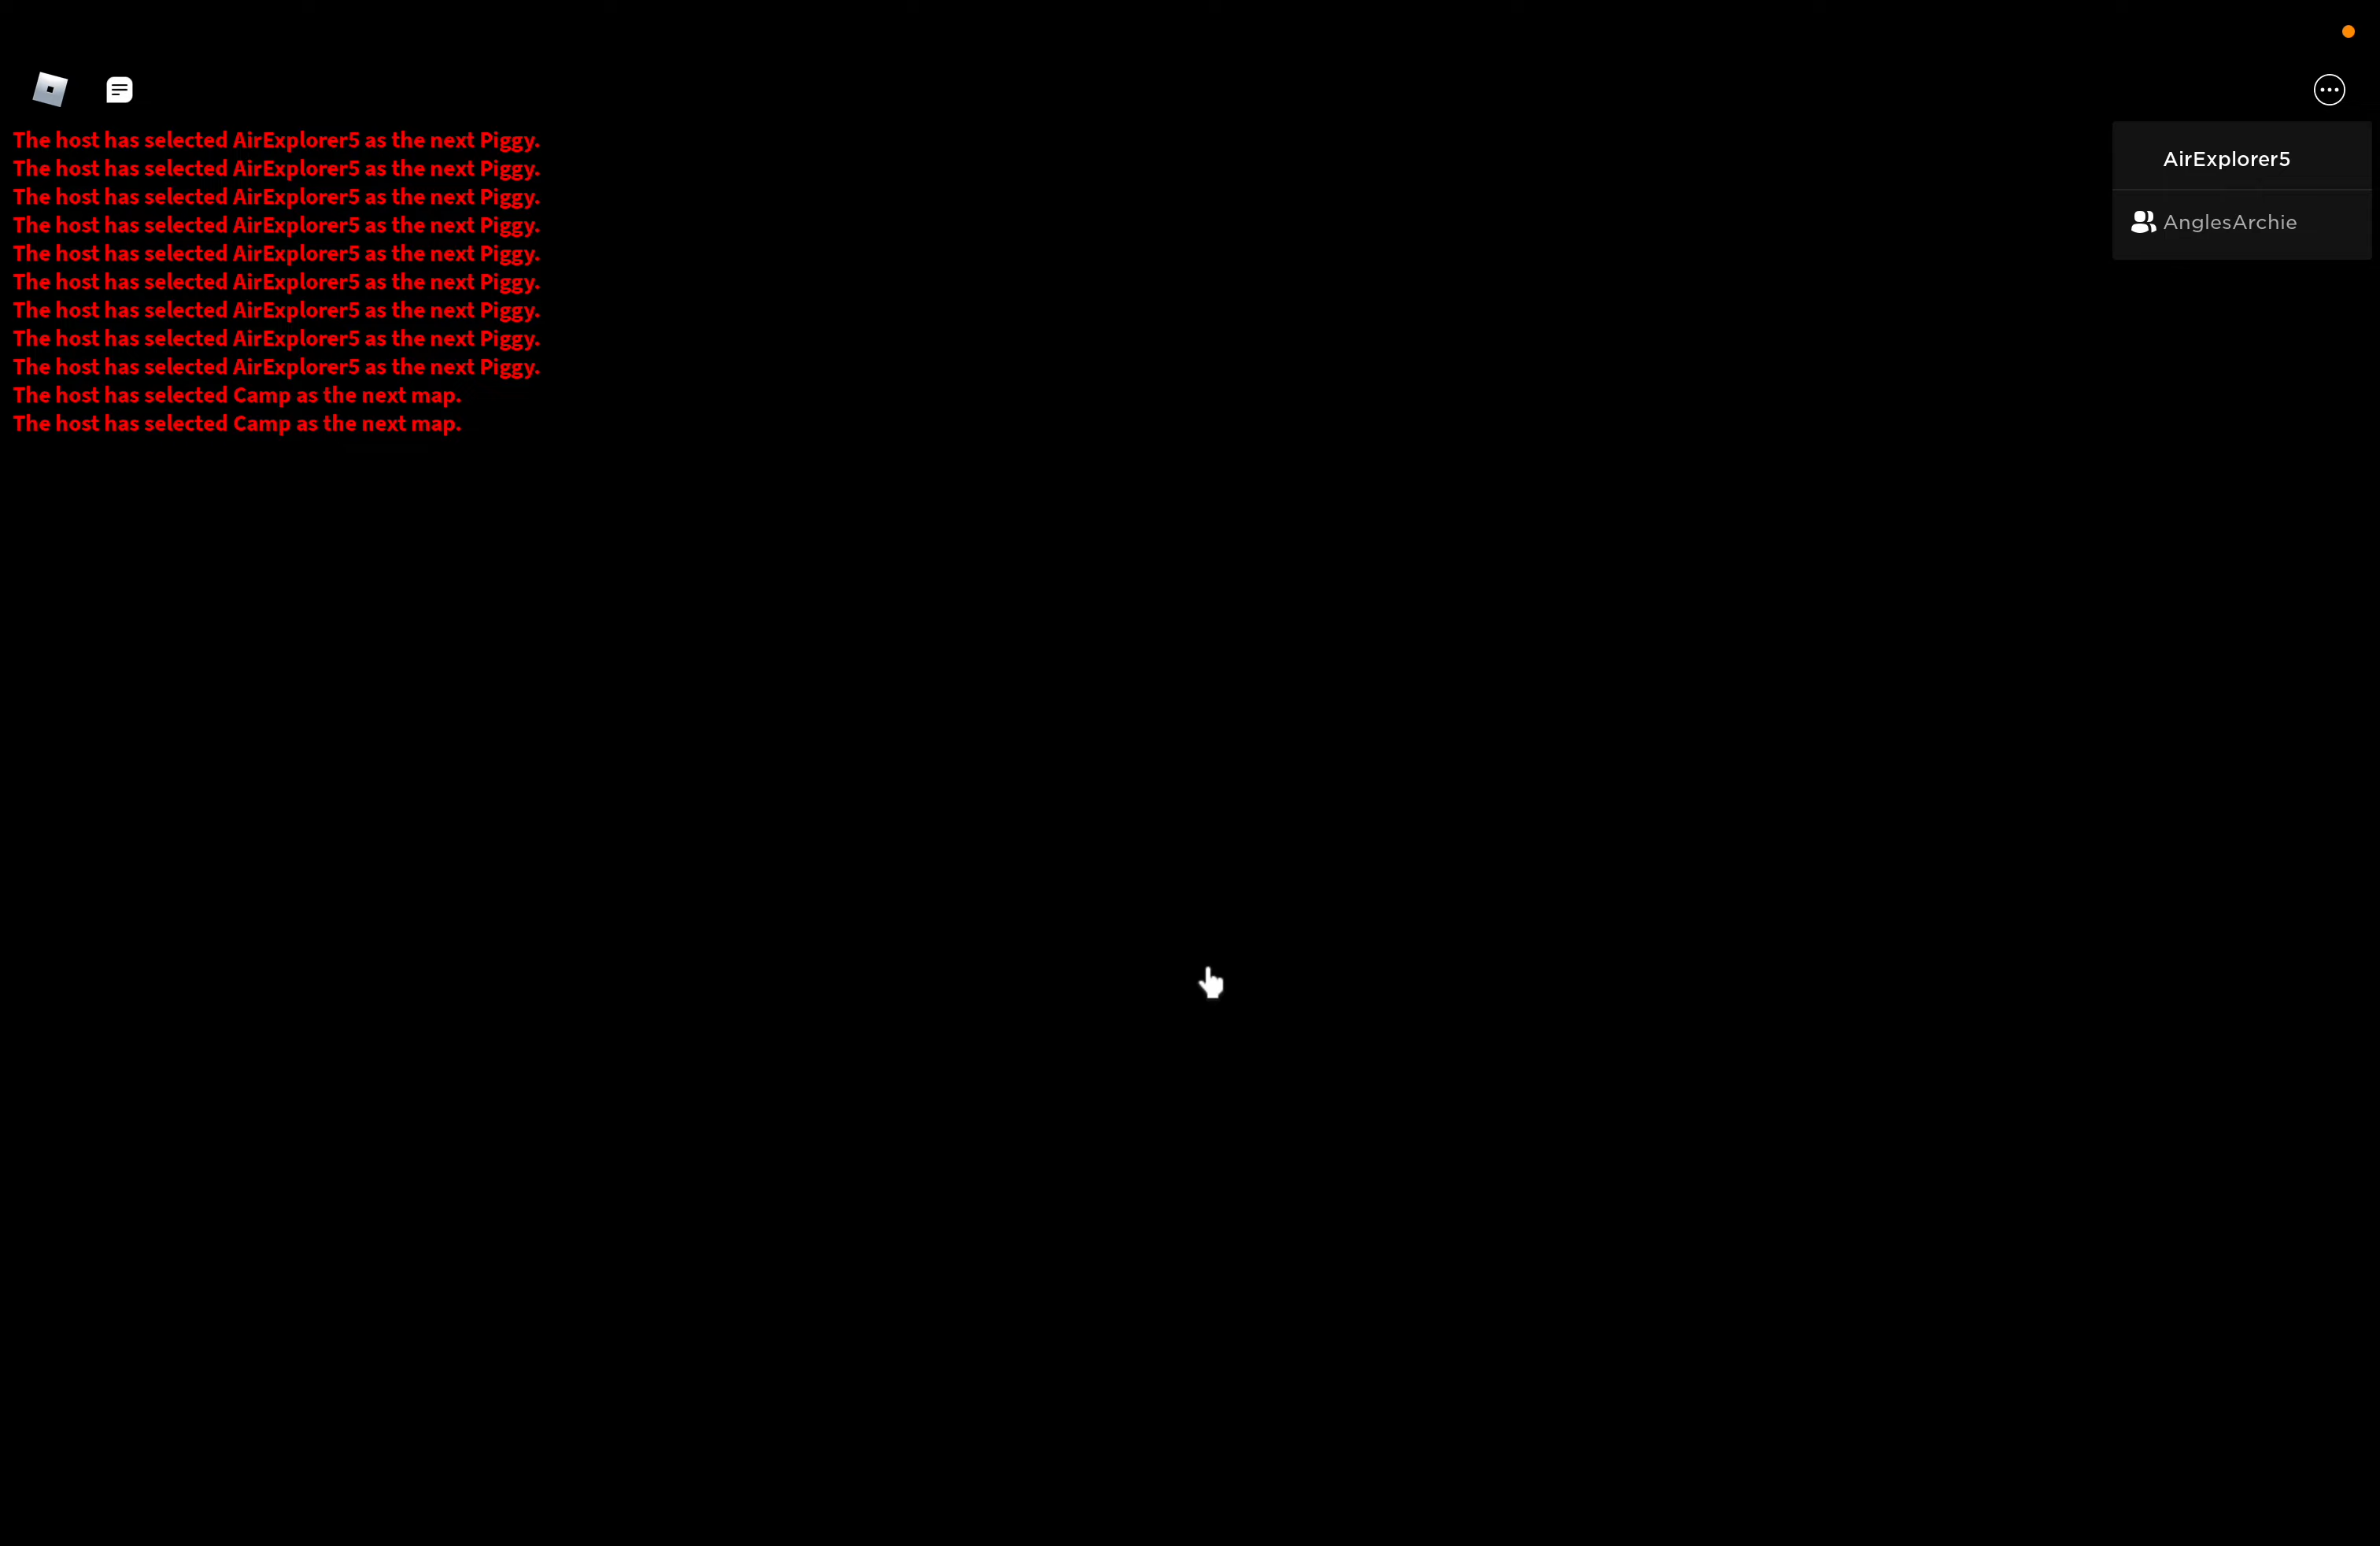 The host has selected AirExplorer5 as the next Piggy.
The host has selected AirExplorer5 as the next Piggy.
The host has selected AirExplorer5 as the next Piggy.
The host has selected AirExplorer5 as the next Piggy.
The host has selected AirExplorer5 as the next Piggy.
The host has selected AirExplorer5 as the next Piggy.
The host has selected AirExplorer5 as the next Piggy.
The host has selected AirExplorer5 as the next Piggy.
The host has selected AirExplorer5 as the next Piggy.
The host has selected Camp as the next map.
The host has selected Camp as the next map.
AirExplorer5
AnglesArchie